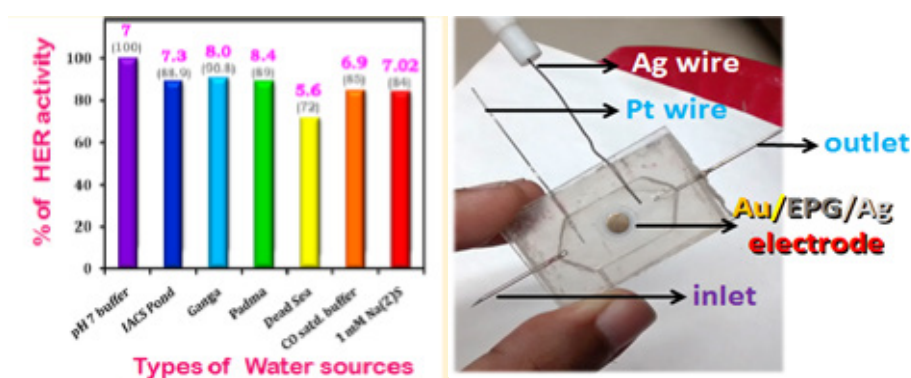 % of HER activity
100
80
60
40
20
0
7
(100)
7.3
(88.9)
8.0
(90.8)
8.4
(89)
5.6
(72)
6.9
(85)
7.02
(84)
pH 7 buffer
IACS Pond
Ganga
Padma
Dead Sea
CO satd. buffer
1 mM Na(2)S
Types of Water sources
Ag wire
Pt wire
outlet
Au/EPG/Ag
electrode
inlet